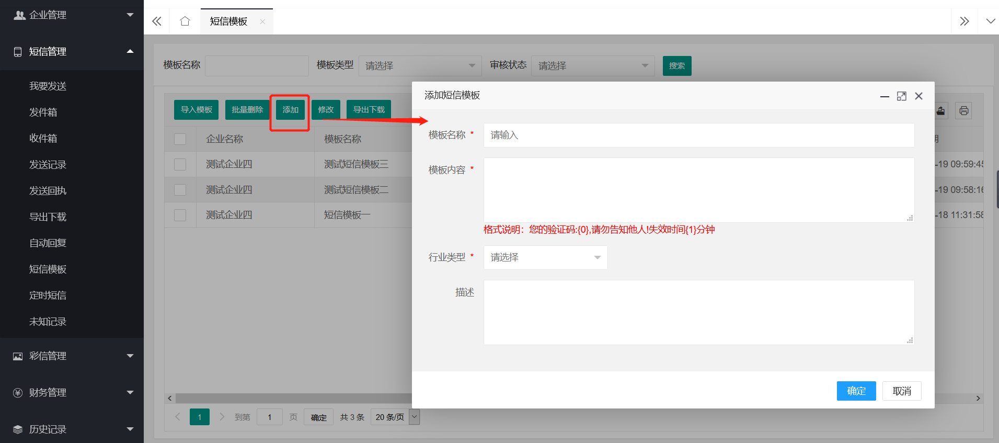 企业管理
短信管理
我要发送
发件箱
收件箱
发送记录
发送回执
导出下载
自动回复
短信模板
定时短信
未知记录
彩信管理
财务管理
历史记录
短信模板
模板名称 模板类型 请选择 审核状态 请选择 搜索
导入模板 批量删除 添加 修改 导出下载
企业名称 模板名称
测试企业四 测试短信模板三 -19 09:59:45
测试企业四 测试短信模板二 -19 09:58:16
测试企业四 短信模板一 -18 11:31:58
1 到第 1 页 确定 共 3 条 20 条/页
添加短信模板
模板名称 * 请输入
模板内容 *
格式说明：您的验证码:{0},请勿告知他人!失效时间{1}分钟
行业类型 * 请选择
描述
确定 取消